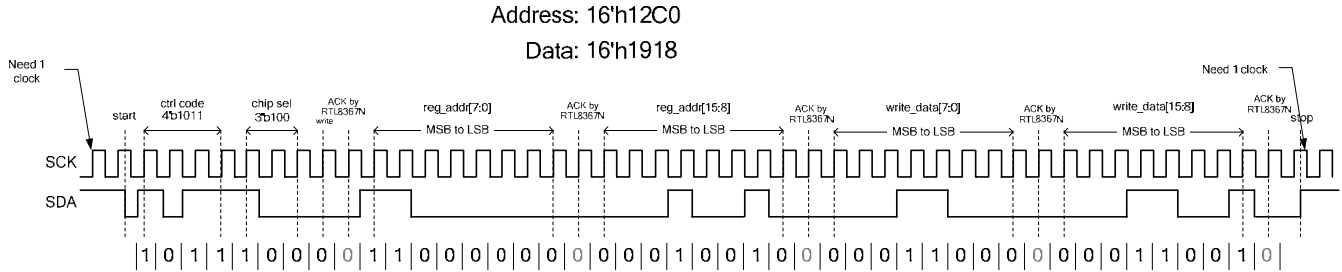 Address: 16'h12C0
Data: 16'h1918
Need 1 clock
start
ctrl code
4'b1011
chip sel
3'b100
ACK by
RTL8367N
write
reg_addr[7:0]
MSB to LSB
ACK by
RTL8367N
reg_addr[15:8]
MSB to LSB
ACK by
RTL8367N
write_data[7:0]
MSB to LSB
ACK by
RTL8367N
write_data[15:8]
MSB to LSB
ACK by
RTL8367N
stop
Need 1 clock
SCK
SDA
1 0 1 1 1 0 0 0 0 1 1 0 0 0 0 0 0 0 0 0 0 1 0 0 1 0 0 0 0 0 1 1 0 0 0 0 0 0 0 1 1 0 0 1 0